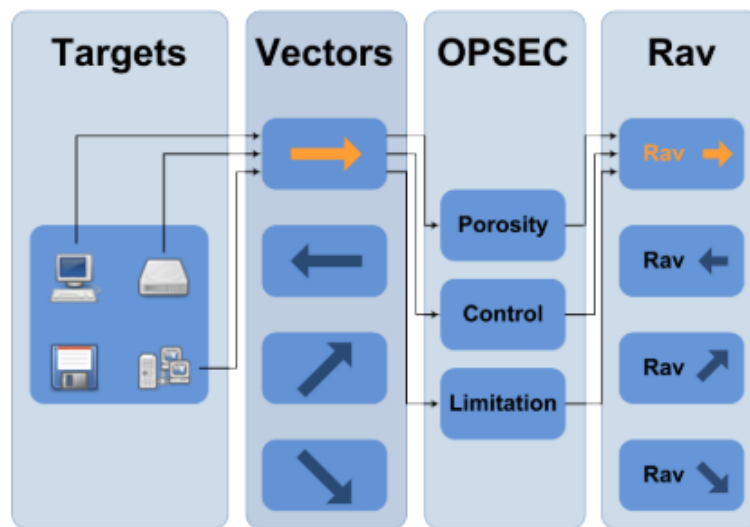 Targets
Vectors
OPSEC
Rav
Rav
Porosity
Rav
Control
Rav
Limitation
Rav